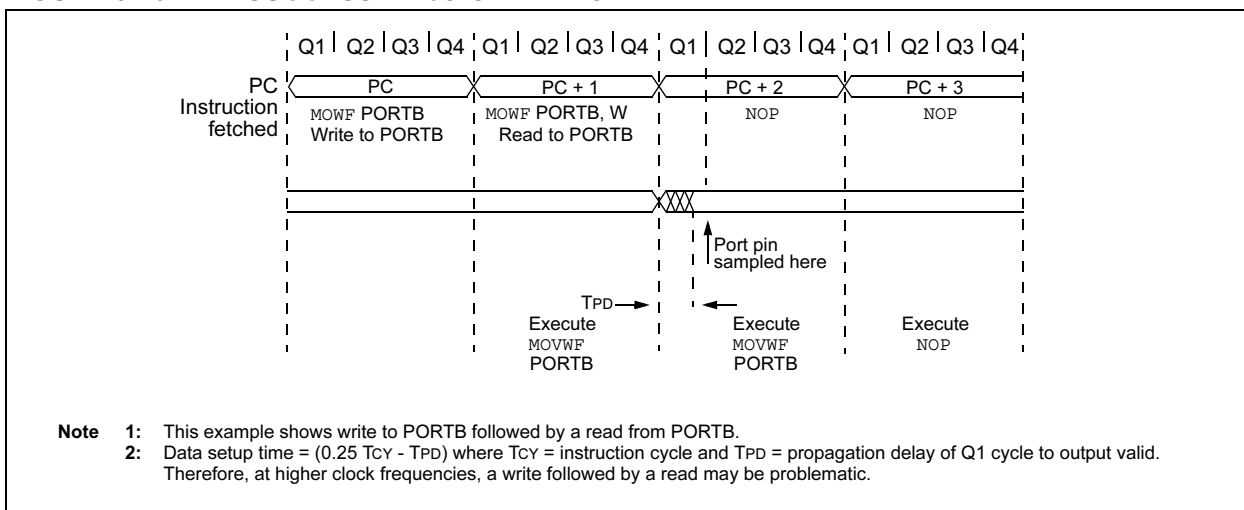 Q1 Q2 Q3 Q4 Q1 Q2 Q3 Q4 Q1 Q2 Q3 Q4 Q1 Q2 Q3 Q4
PC PC PC + 1 PC + 2 PC + 3
Instruction
fetched
MOWF PORTB
Write to PORTB
MOWF PORTB, W
Read to PORTB
NOP
NOP
Port pin
sampled here
TPD
Execute
MOVWF
PORTB
Execute
MOVWF
PORTB
Execute
NOP
Note 1: This example shows write to PORTB followed by a read from PORTB.
2: Data setup time = (0.25 TCY - TPD) where TCY = instruction cycle and TPD = propagation delay of Q1 cycle to output valid.
Therefore, at higher clock frequencies, a write followed by a read may be problematic.